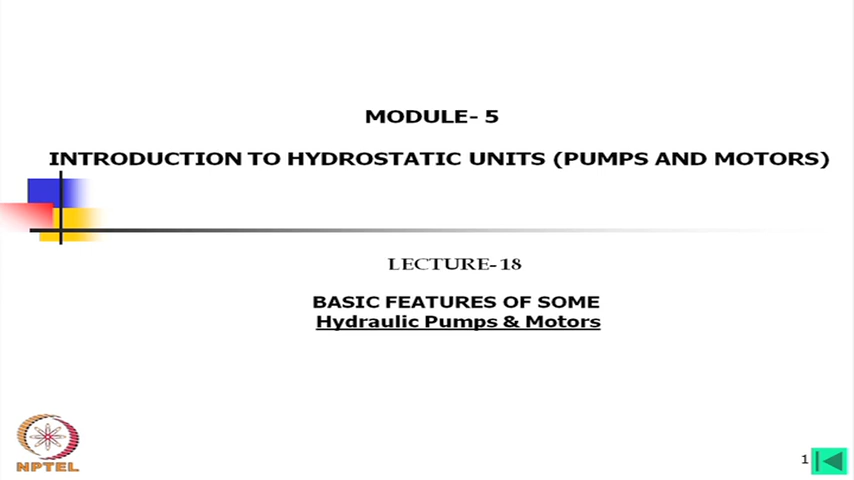 MODULE- 5
INTRODUCTION TO HYDROSTATIC UNITS (PUMPS AND MOTORS)
LECTURE-18
BASIC FEATURES OF SOME
Hydraulic Pumps & Motors
NPTEL
1